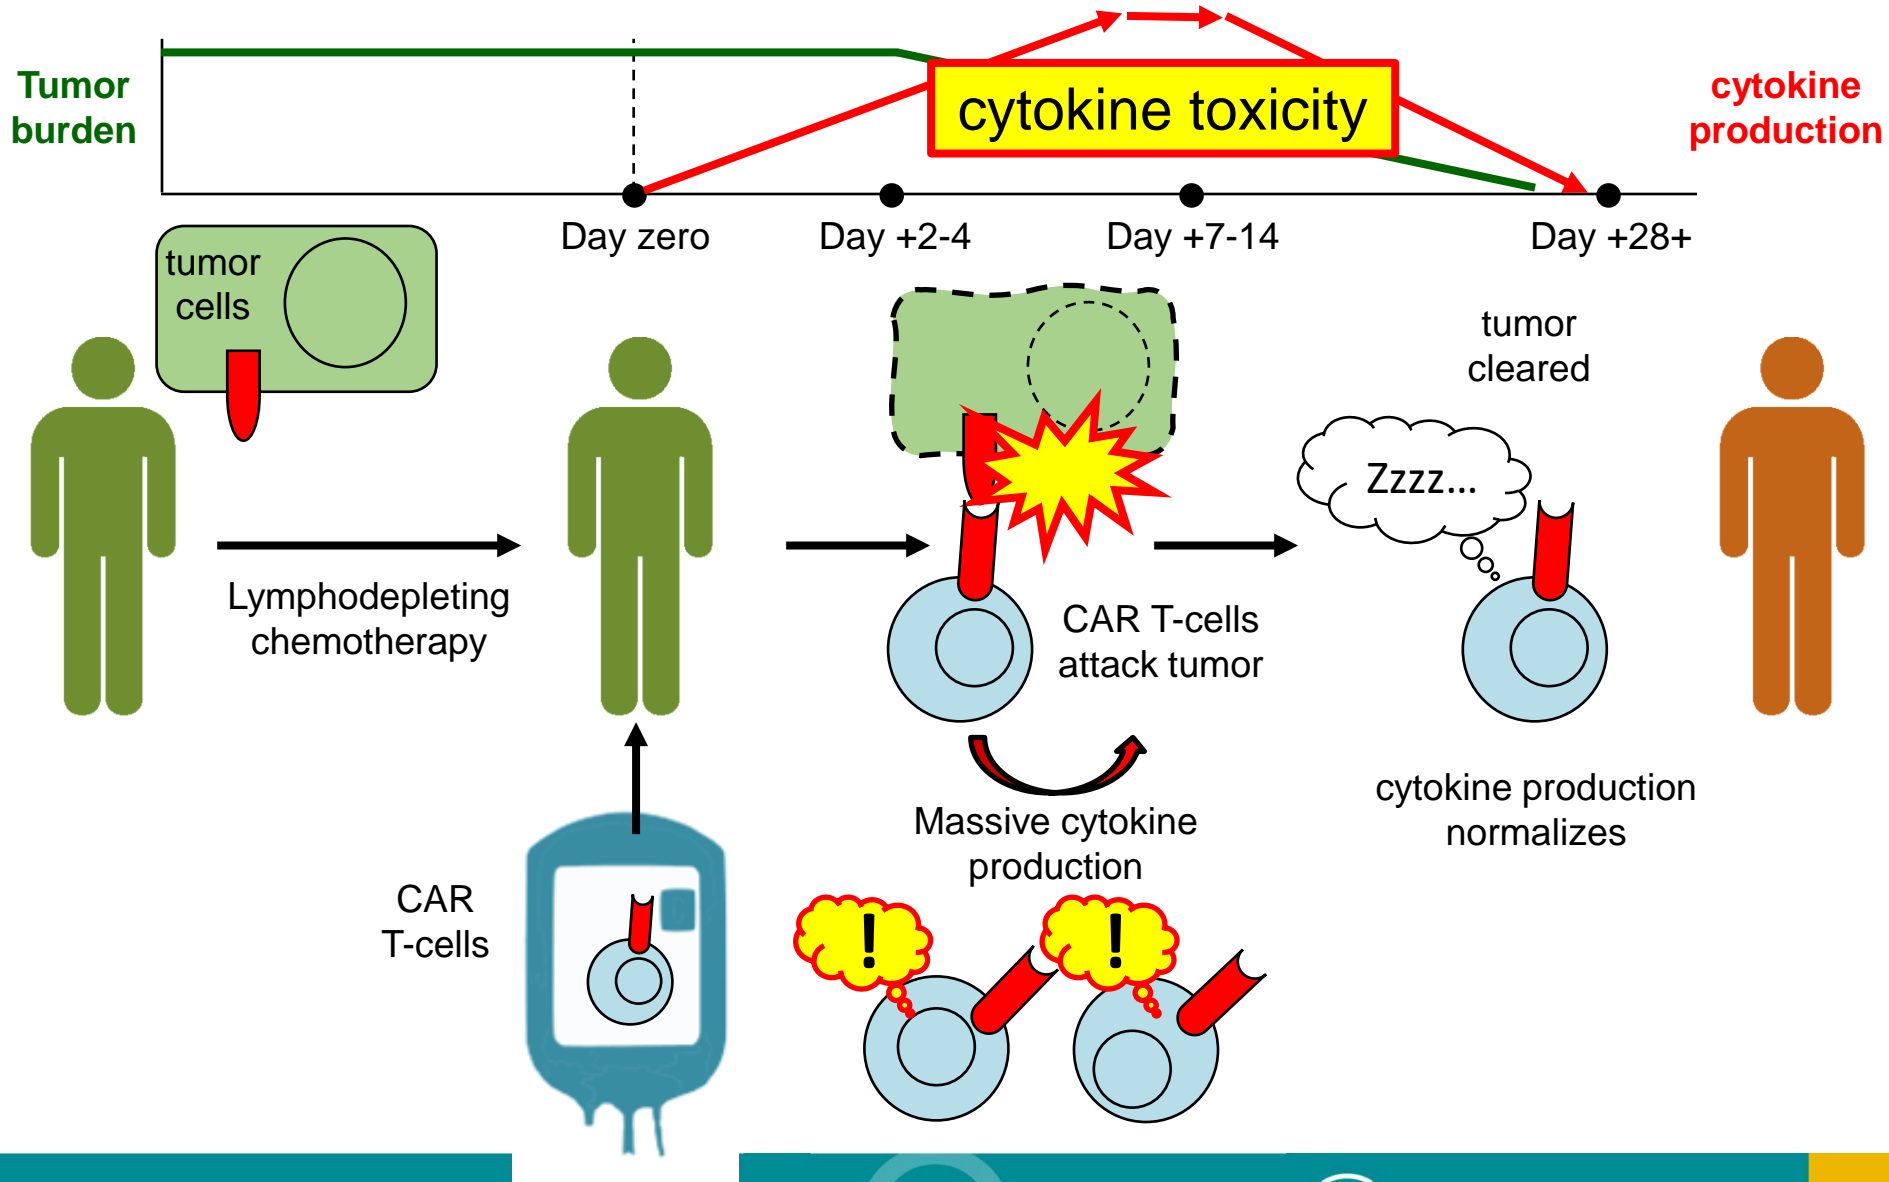 Tumor
burden
cytokine toxicity
cytokine
production
Day zero
Day +2-4
Day +7-14
Day +28+
tumor
cells
tumor
cleared
Zzzz...
Lymphodepleting
chemotherapy
CAR T-cells
attack tumor
Massive cytokine
production
cytokine production
normalizes
CAR
T-cells
!
!